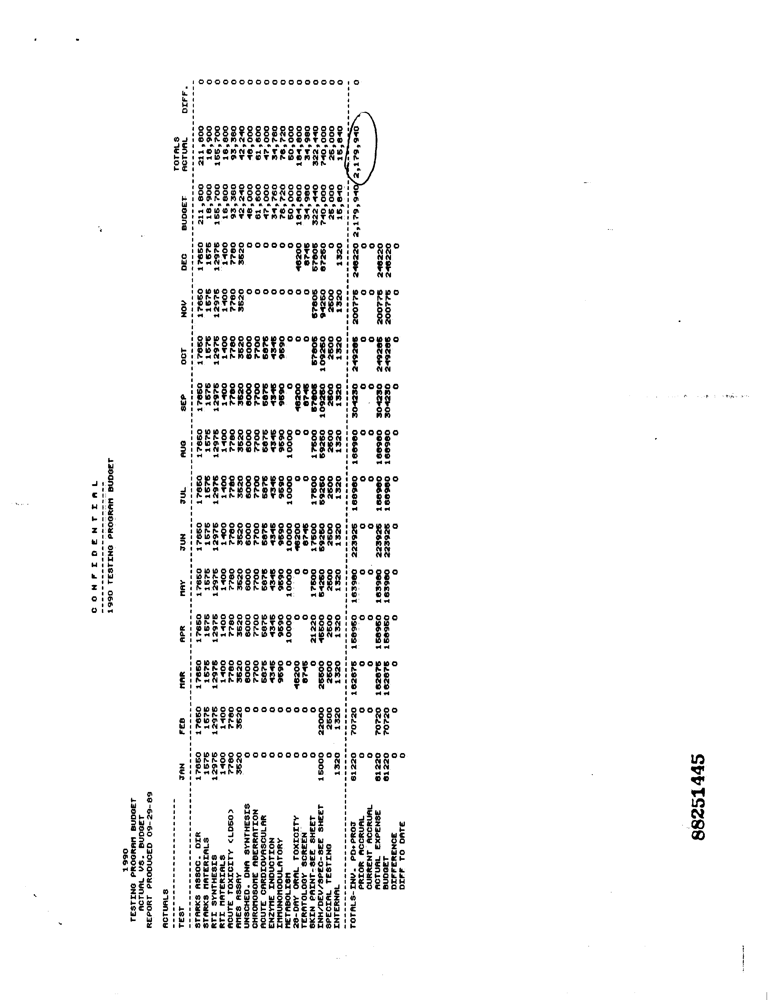 C O N F I D E N T I A L
1990 TESTING PROGRAM BUDGET
1990
TESTING PROGRAM BUDGET
ACTUAL VS. BUDGET
REPORT PRODUCED 09-29-89
ACTUALS
TOTALS
TEST JAN FEB MAR APR MAY JUN JUL AUG SEP OCT NOV DEC BUDGET ACTUAL DIFF.
STARKS ASSOC. DIR 17650 17650 17650 17650 17650 17650 17650 17650 17650 17650 17650 17650 211,800 211,800 0
STARKS MATERIALS 1575 1575 1575 1575 1575 1575 1575 1575 1575 1575 1575 1575 18,900 18,900 0
RTI SYNTHESIS 12975 12975 12975 12975 12975 12975 12975 12975 12975 12975 12975 12975 155,700 155,700 0
RTI MATERIALS 1400 1400 1400 1400 1400 1400 1400 1400 1400 1400 1400 1400 16,800 16,800 0
ACUTE TOXICITY (LD50) 7780 7780 7780 7780 7780 7780 7780 7780 7780 7780 7780 7780 93,360 93,360 0
AMES ASSAY 3520 3520 3520 3520 3520 3520 3520 3520 3520 3520 3520 3520 42,240 42,240 0
UNSCHED. DNA SYNTHESIS 0 0 6000 6000 6000 6000 6000 6000 6000 6000 0 0 48,000 48,000 0
CHROMOSOME ABERRATION 0 0 7700 7700 7700 7700 7700 7700 7700 7700 0 0 61,600 61,600 0
ACUTE CARDIOVASCULAR 0 0 5875 5875 5875 5875 5875 5875 5875 5875 0 0 47,000 47,000 0
ENZYME INDUCTION 0 0 4345 4345 4345 4345 4345 4345 4345 4345 0 0 34,760 34,760 0
IMMUNOMODULATORY 0 0 9590 9590 9590 9590 9590 9590 9590 9590 0 0 76,720 76,720 0
METABOLISM 0 0 0 10000 10000 10000 10000 10000 0 0 0 0 50,000 50,000 0
28-DAY ORAL TOXICITY 0 0 46200 0 0 46200 0 0 46200 0 0 46200 184,800 184,800 0
TERATOLOGY SCREEN 0 0 8745 0 0 8745 0 0 8745 0 0 8745 34,980 34,980 0
SKIN PAINT-SEE SHEET 0 0 0 21220 17500 17500 17500 17500 57805 57805 57805 57805 322,440 322,440 0
INH/DEV/SPEC-SEE SHEET 15000 22000 25500 45500 54250 59250 59250 59250 109250 109250 94250 87250 740,000 740,000 0
SPECIAL TESTING 2500 2500 2500 2500 2500 2500 2500 2500 2500 2500 25,000 25,000 0
INTERNAL 1320 1320 1320 1320 1320 1320 1320 1320 1320 1320 1320 1320 15,840 15,840 0
TOTALS-INV. PD+PROJ 61220 70720 162675 158950 163980 223925 168980 168980 304230 249285 200775 246220 2,179,940 2,179,940 0
PRIOR ACCRUAL 0 0 0 0 0 0 0 0 0 0 0
CURRENT ACCRUAL 0 0 0 0 0 0 0 0 0 0 0 0
ACTUAL EXPENSE 61220 70720 162675 158950 163980 223925 168980 168980 304230 249285 200775 246220
BUDGET 61220 70720 162675 158950 163980 223925 168980 168980 304230 249285 200775 246220
DIFFERENCE 0 0 0 0 0 0 0 0 0 0 0 0
DIFF TO DATE 0
88251445